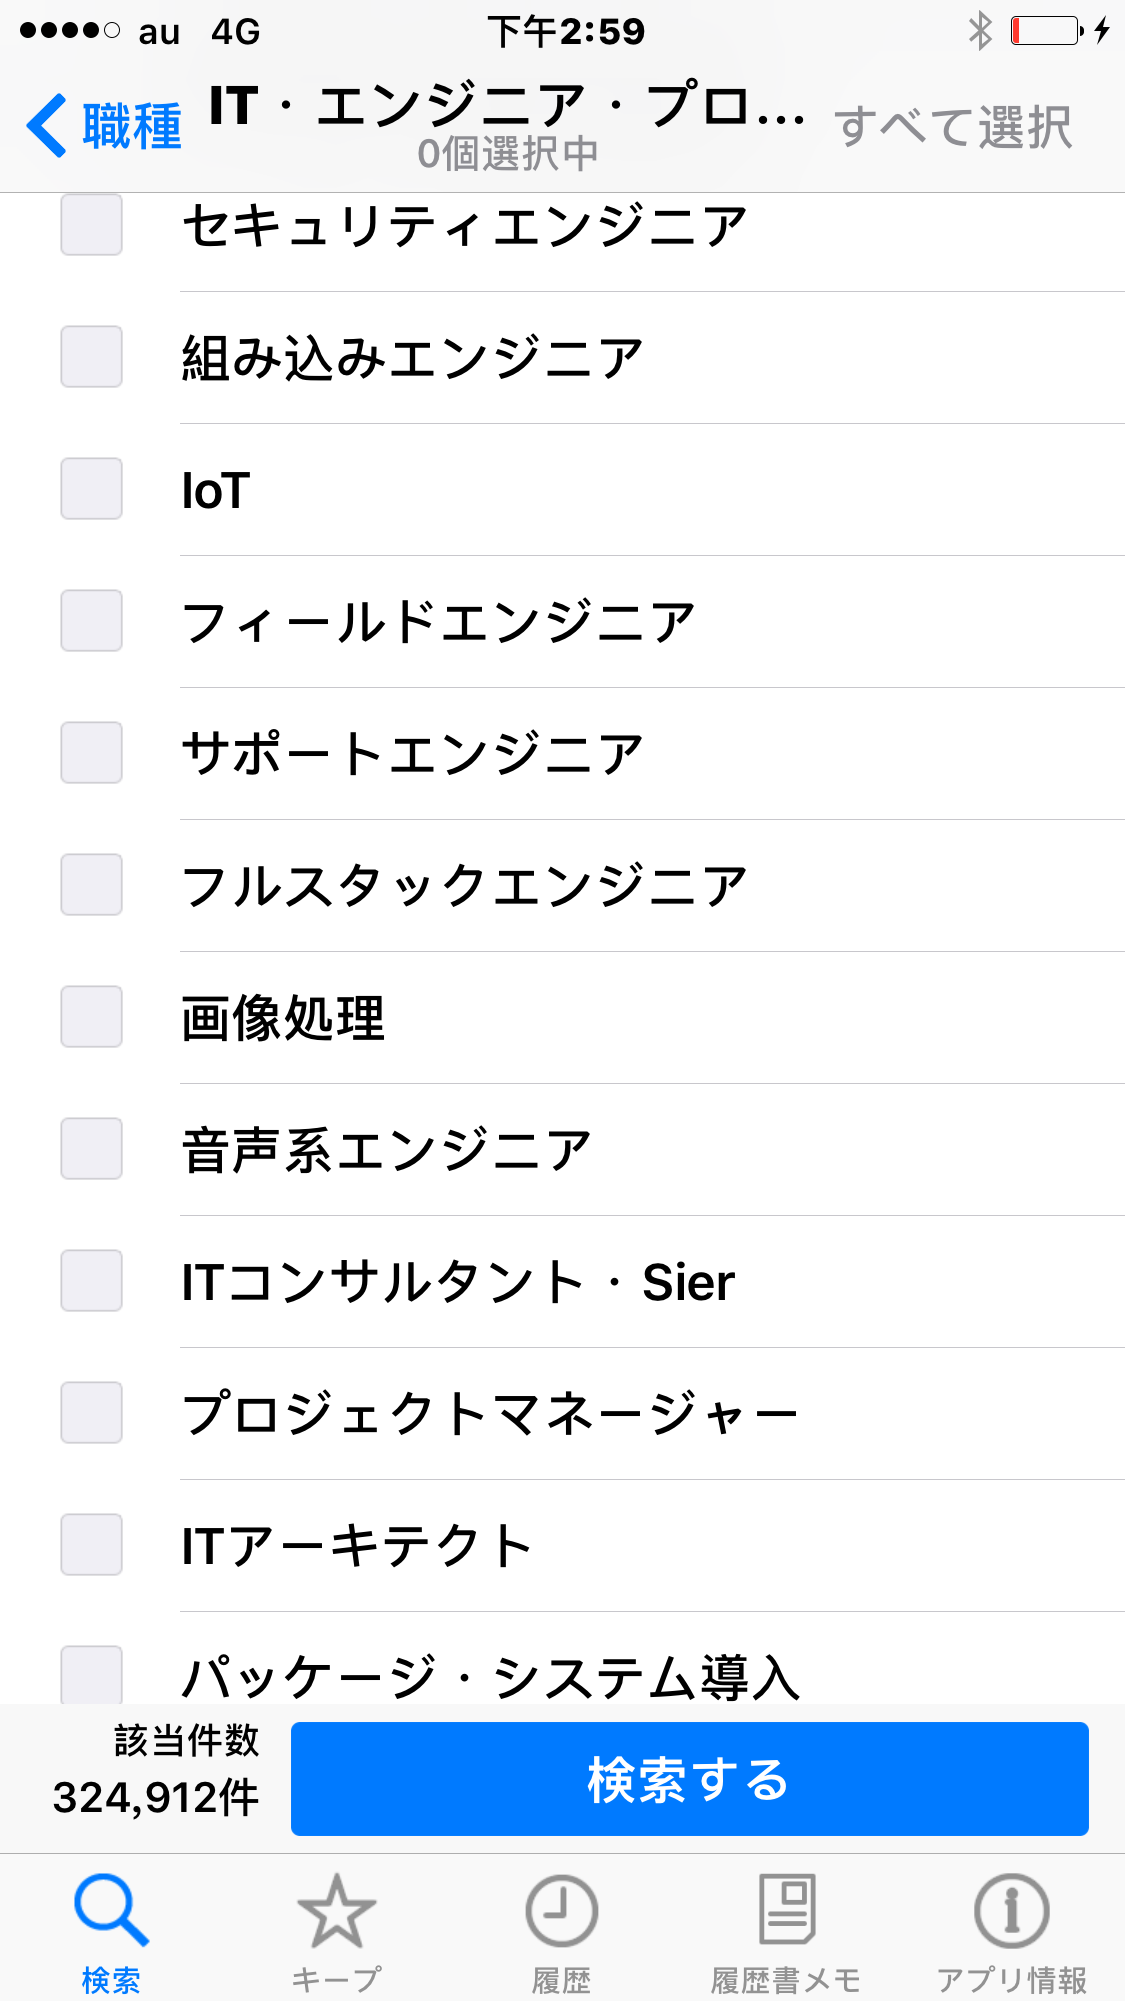 au 4G 下午2:59
職種 IT・エンジニア・プロ... すべて選択
0個選択中
セキュリティエンジニア
組み込みエンジニア
IoT
フィールドエンジニア
サポートエンジニア
フルスタックエンジニア
画像処理
音声系エンジニア
ITコンサルタント・Sier
プロジェクトマネージャー
ITアーキテクト
パッケージ・システム導入
該当件数
324,912件
検索する
検索 キープ 履歴 履歴書メモ アプリ情報